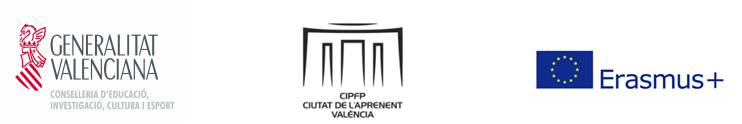 GENERALITAT
VALENCIANA
CONSELLERIA D'EDUCACIÓ,
INVESTIGACIÓ, CULTURA I ESPORT
CIPFP
CIUTAT DE L'APRENENT
VALÈNCIA
Erasmus+